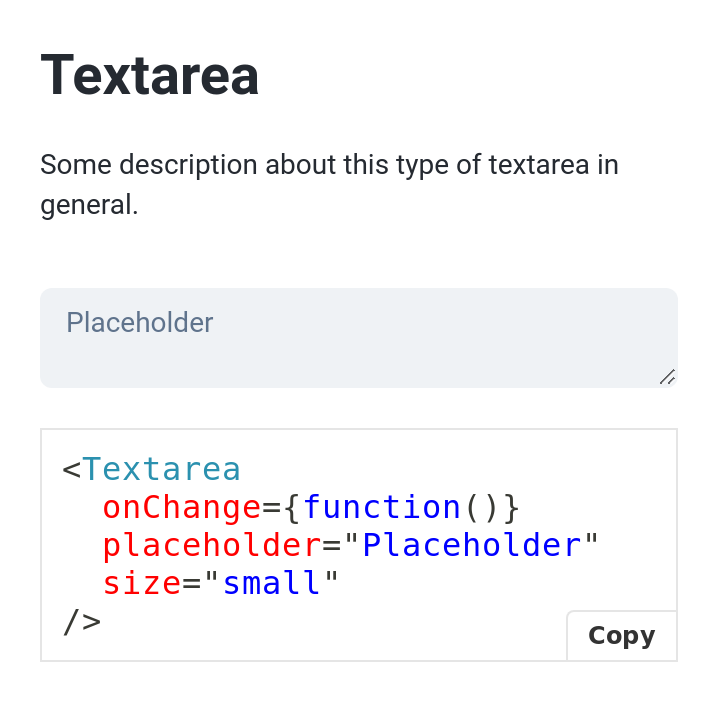 Textarea
Some description about this type of textarea in
general.
Placeholder
<Textarea
  onChange={function()}
  placeholder="Placeholder"
  size="small"
/>
Copy